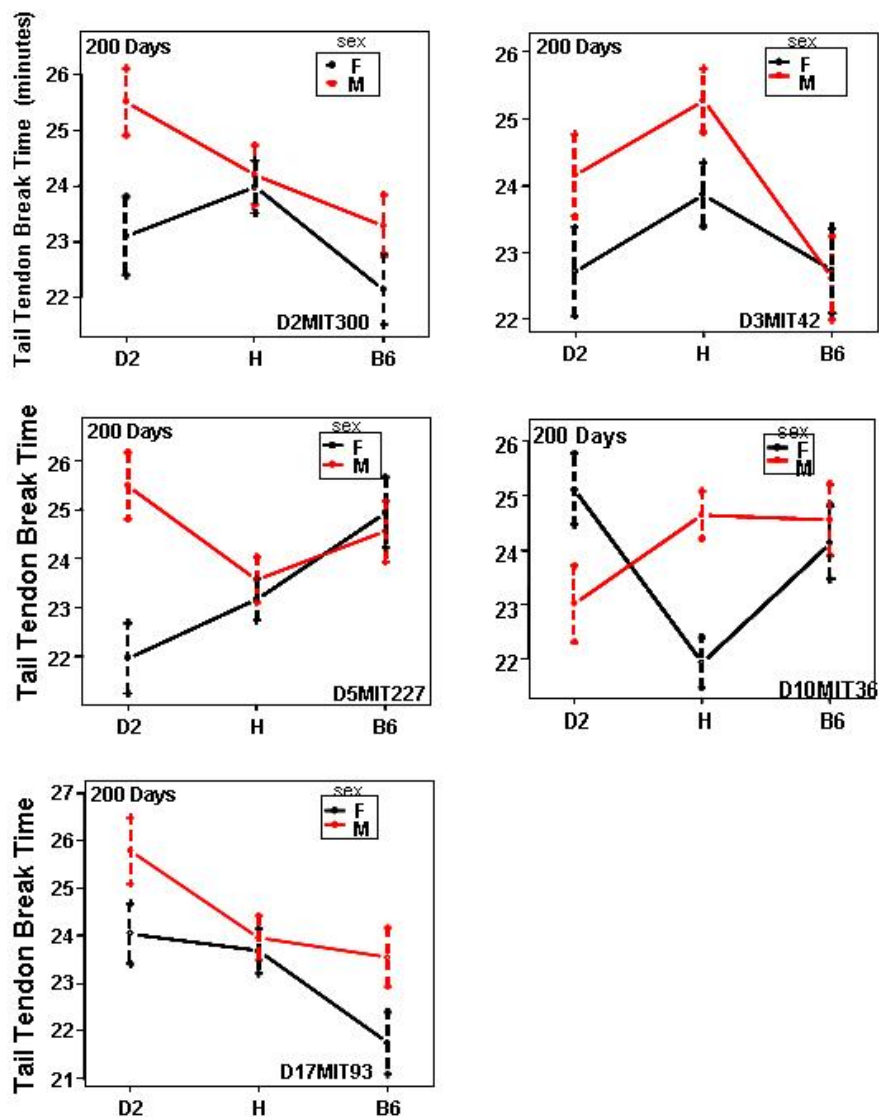 Tail Tendon Break Time (minutes)
200 Days
sex
F
M
26
25
24
23
22
D2MIT300
D2 H B6
200 Days
sex
F
M
26
25
24
23
22
D3MIT42
D2 H B6
Tail Tendon Break Time
200 Days
sex
F
M
26
25
24
23
22
D5MIT227
D2 H B6
200 Days
sex
F
M
26
25
24
23
22
D10MIT36
D2 H B6
Tail Tendon Break Time
200 Days
sex
F
M
27
26
25
24
23
22
21
D17MIT93
D2 H B6